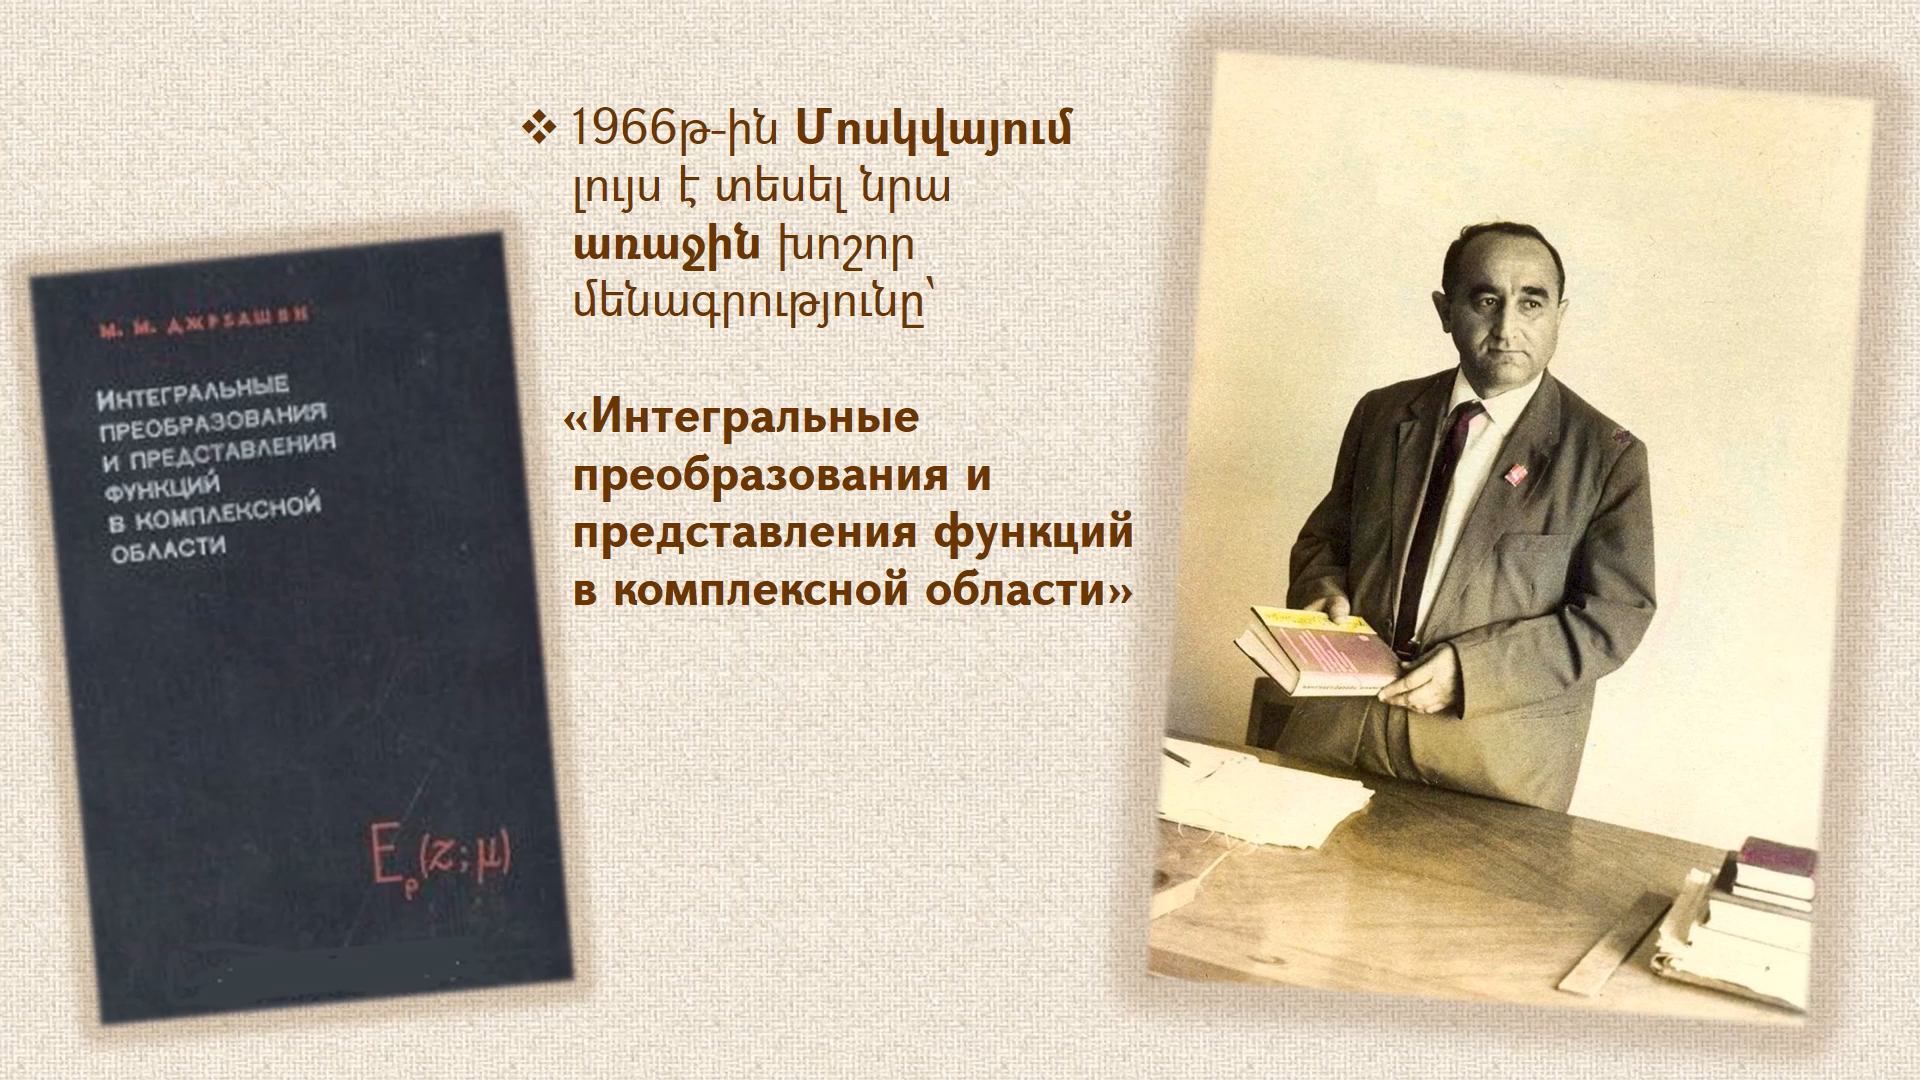 ❖ 1966թ-ին Մոսկվայում
լույս է տեսել նրա
առաջին խոշոր
մենագրությունը՝
«Интегральные
преобразования и
представления функций
в комплексной области»
М. М. ДЖРБАШЯН
ИНТЕГРАЛЬНЫЕ
ПРЕОБРАЗОВАНИЯ
И ПРЕДСТАВЛЕНИЯ
ФУНКЦИЙ
В КОМПЛЕКСНОЙ
ОБЛАСТИ
Eρ(z; μ)